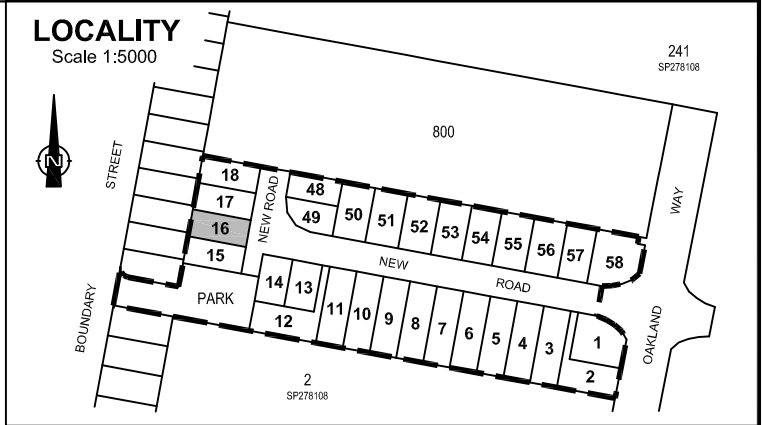 LOCALITY
Scale 1:5000
241
SP278108
800
STREET
N
WAY
18
17
16
15
NEW ROAD
48
49
50
51
52
53
54
55
56
57
58
NEW
ROAD
PARK
14
13
12
11
10
9
8
7
6
5
4
3
1
2
BOUNDARY
OAKLAND
2
SP278108